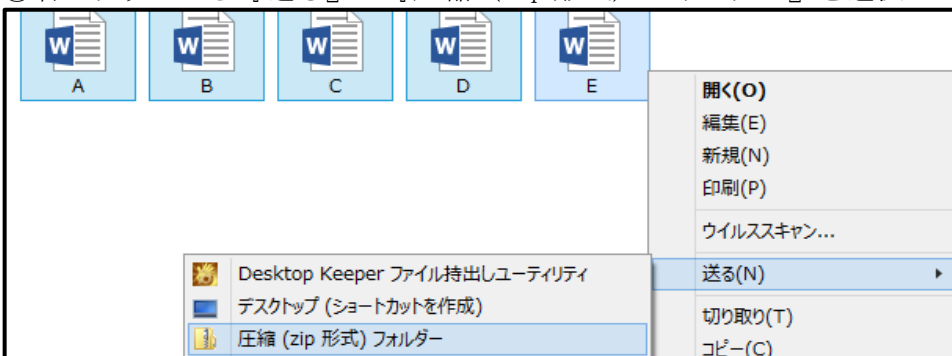 A
B
C
D
E
開く(O)
編集(E)
新規(N)
印刷(P)
ウイルススキャン...
送る(N)
切り取り(T)
コピー(C)
Desktop Keeper ファイル持出しユーティリティ
デスクトップ (ショートカットを作成)
圧縮 (zip 形式) フォルダー